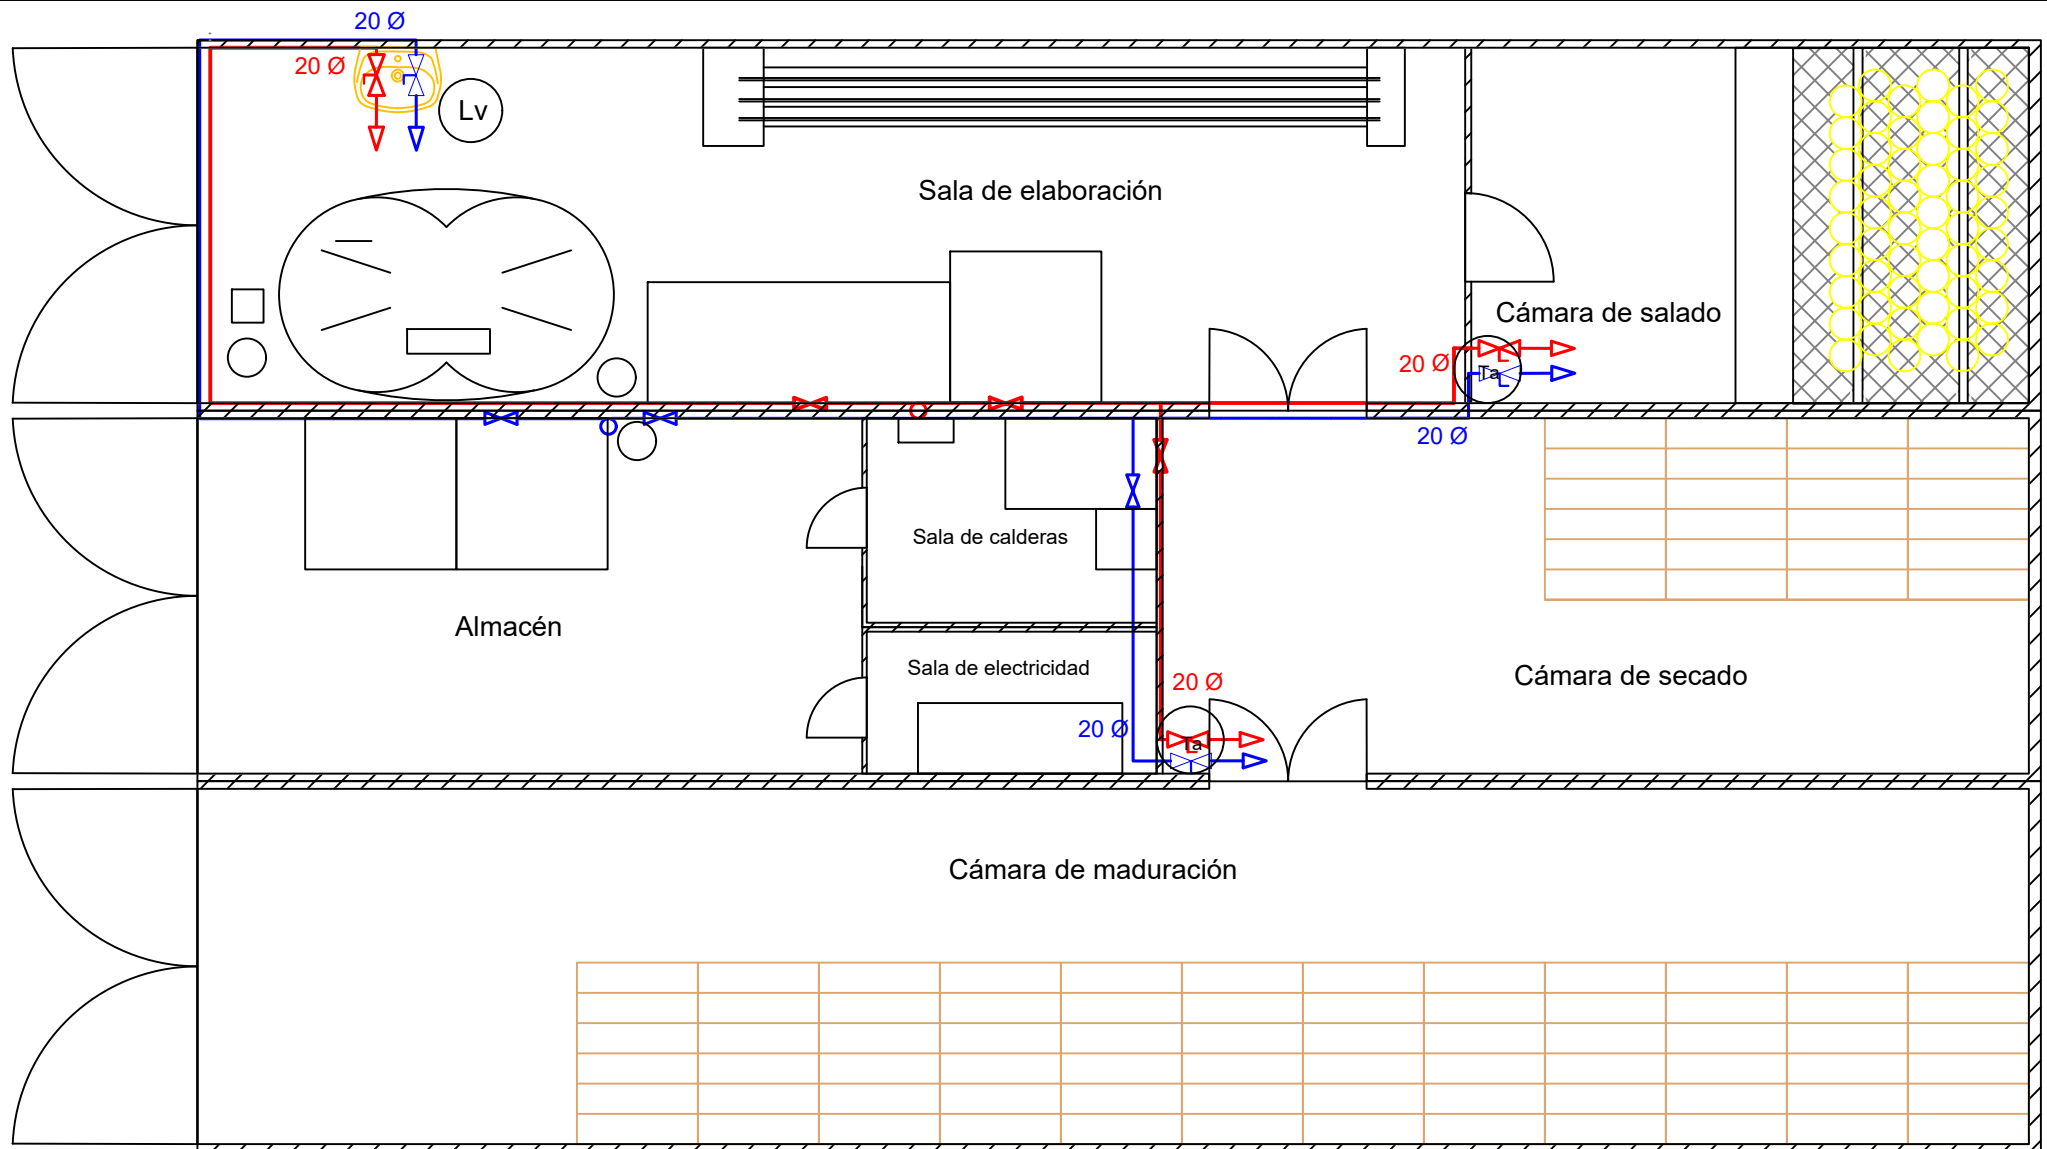 20 Ø
20 Ø
Lv
Sala de elaboración
Cámara de salado
20 Ø
Ta
20 Ø
Sala de calderas
Almacén
Sala de electricidad
Cámara de secado
20 Ø
20 Ø
Ta
Cámara de maduración